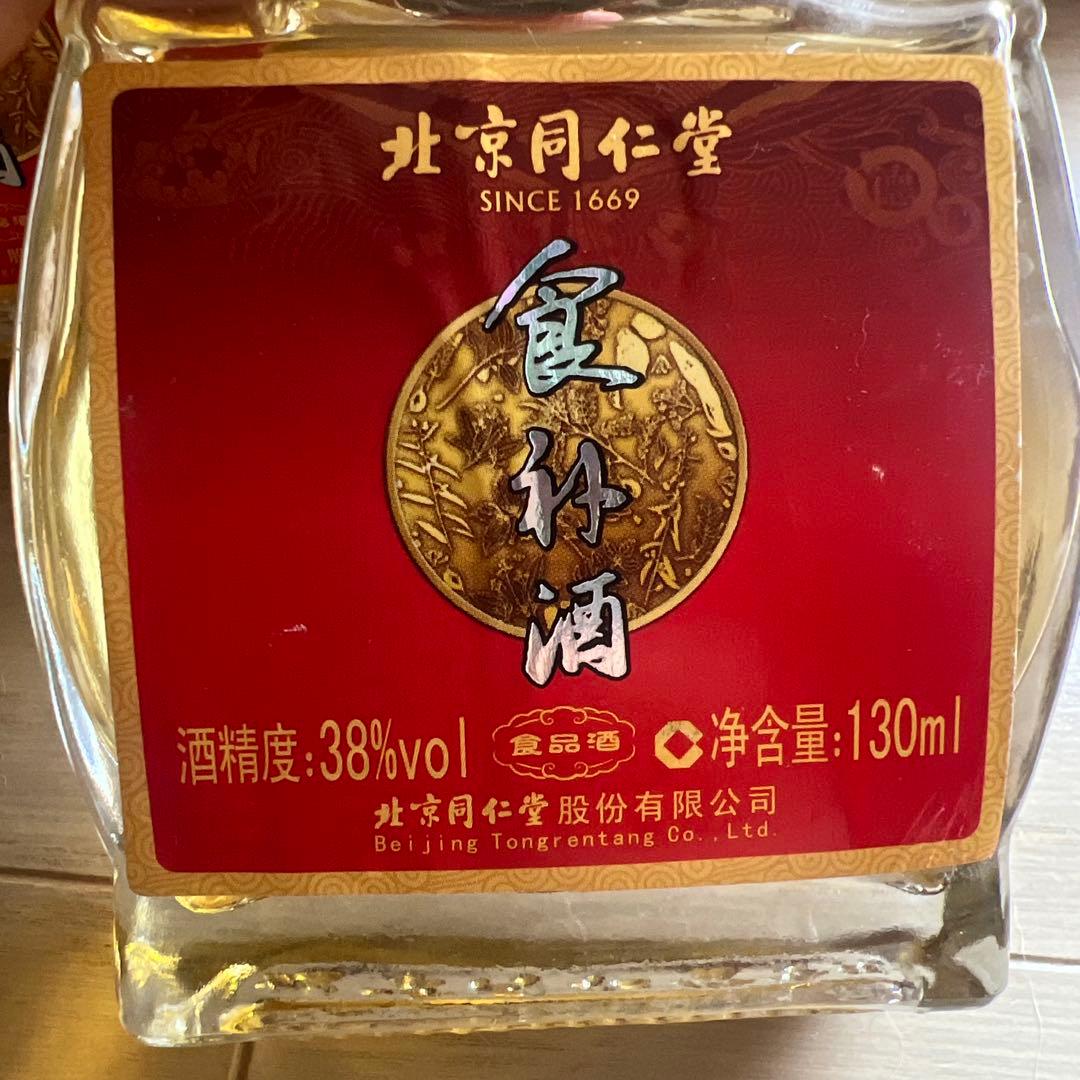 北京同仁堂
SINCE 1669
食补酒
酒精度:38%vol
食品酒
净含量:130ml
北京同仁堂股份有限公司
Beijing Tongrentang Co.,Ltd.